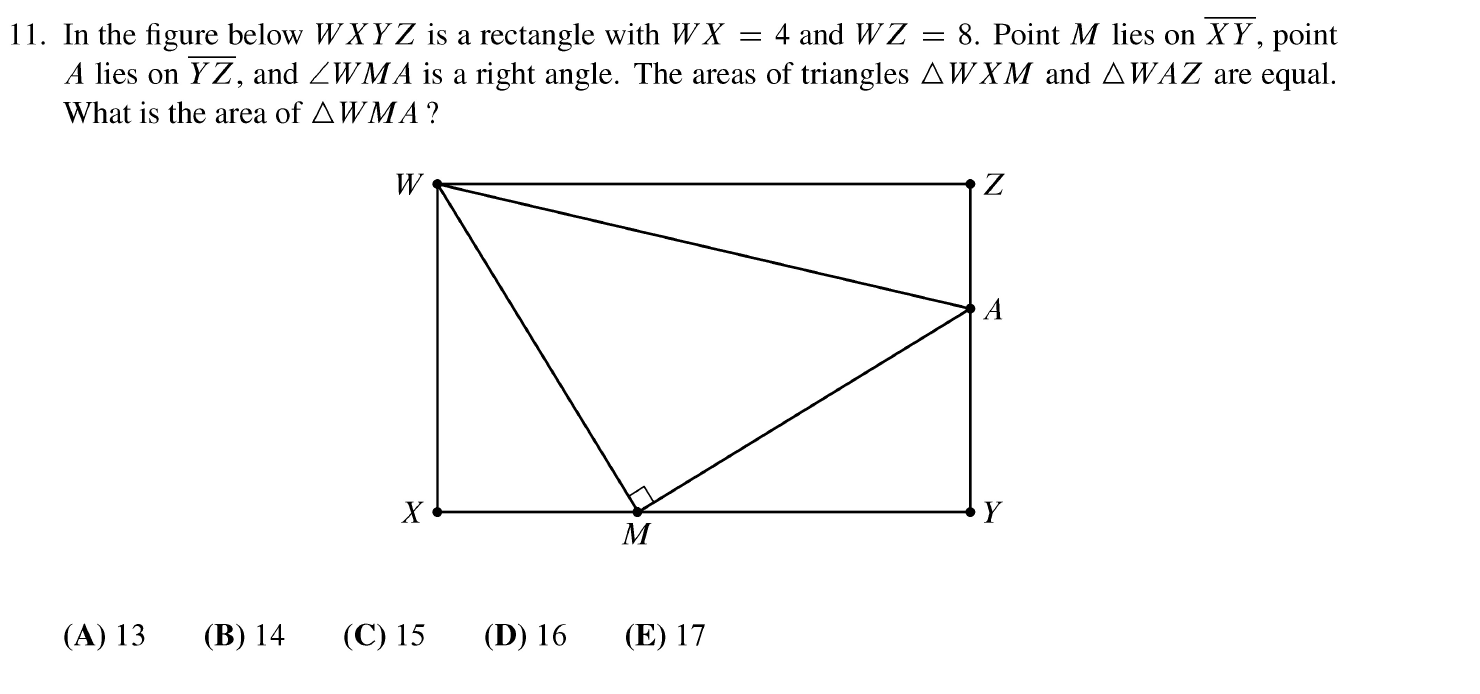 11. In the figure below WXYZ is a rectangle with WX = 4 and WZ = 8. Point M lies on XY, point
A lies on YZ, and ∠WMA is a right angle. The areas of triangles △WXM and △WAZ are equal.
What is the area of △WMA?
W
Z
A
X
Y
M
(A) 13 (B) 14 (C) 15 (D) 16 (E) 17